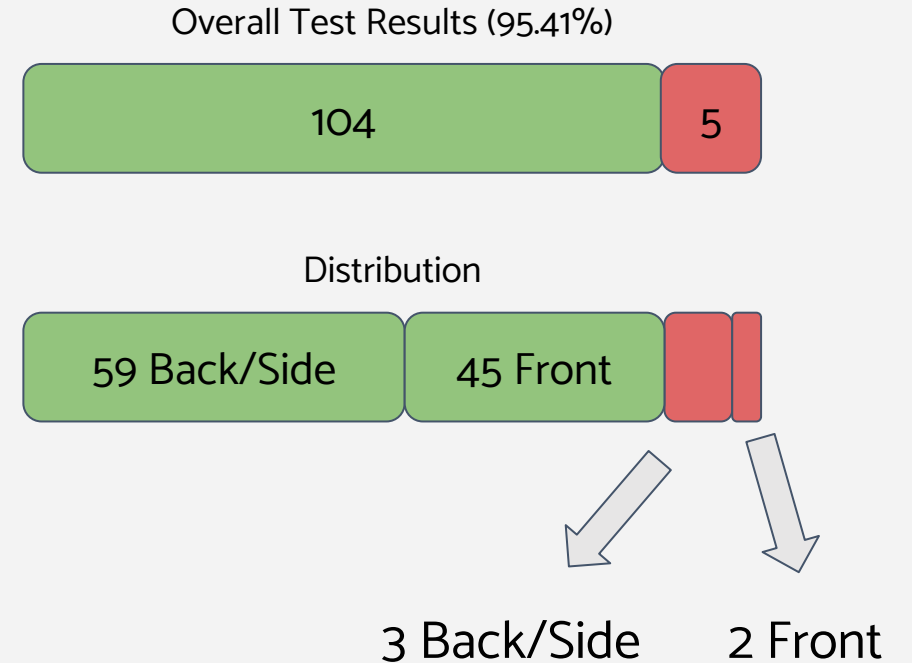 Overall Test Results (95.41%)
104 5
Distribution
59 Back/Side 45 Front
3 Back/Side 2 Front